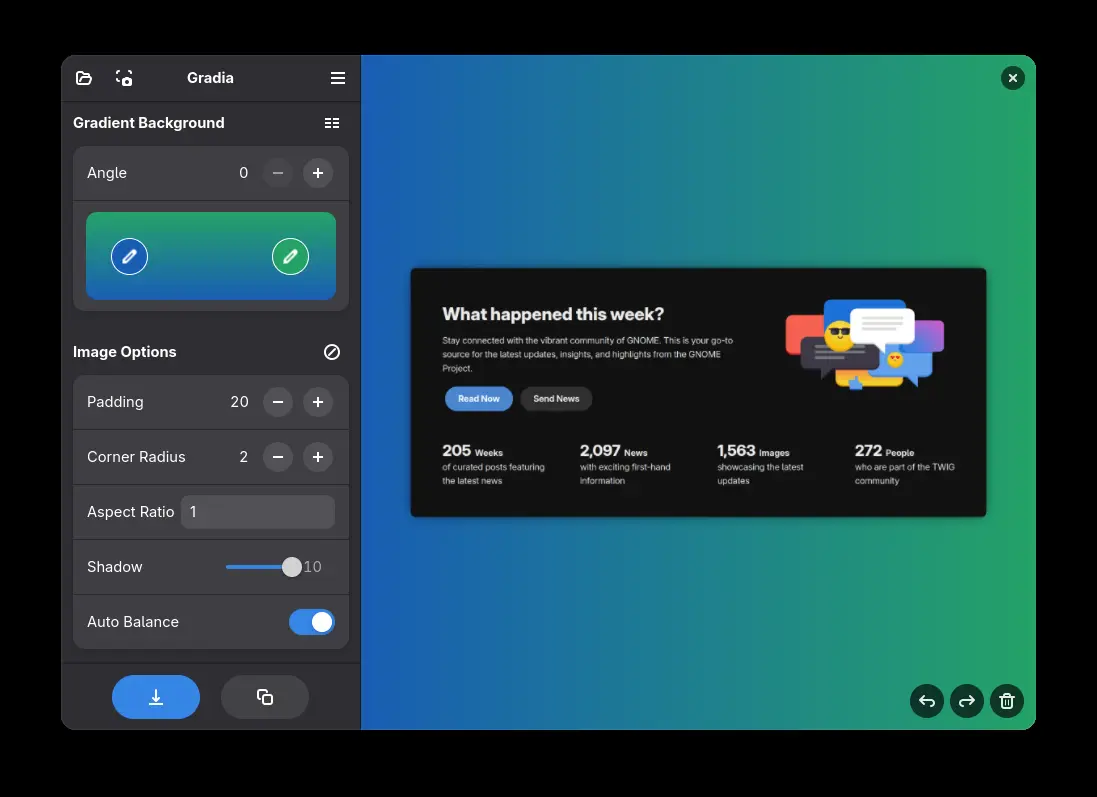 Gradia
Gradient Background
Angle 0
Image Options
Padding 20
Corner Radius 2
Aspect Ratio 1
Shadow 10
Auto Balance
What happened this week?
Stay connected with the vibrant community of GNOME. This is your go-to
source for the latest updates, insights, and highlights from the GNOME
Project.
Read Now Send News
205 Weeks
of curated posts featuring
the latest news
2,097 News
with exciting first-hand
information
1,563 Images
showcasing the latest
updates
272 People
who are part of the TWIG
community